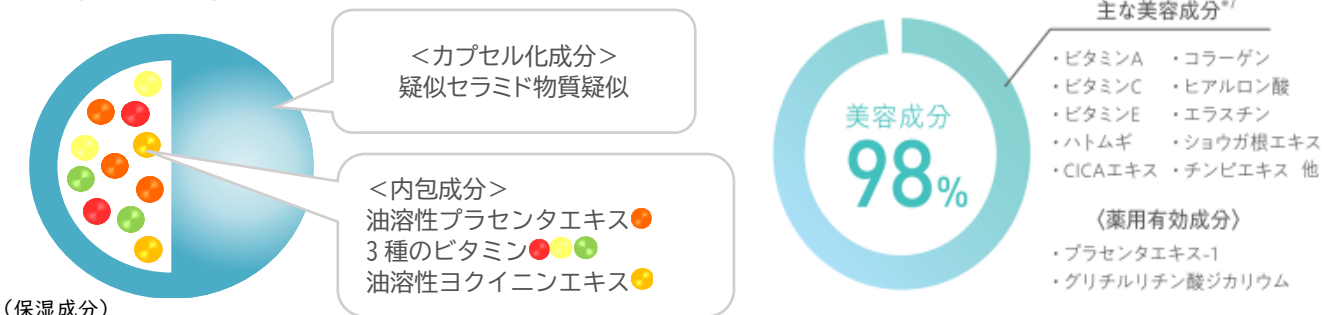 <カプセル化成分>
疑似セラミド物質疑似
<内包成分>
油溶性プラセンタエキス
3種のビタミン
油溶性ヨクイニンエキス
(保湿成分)
美容成分
98%
主な美容成分*7
・ビタミンA ・コラーゲン
・ビタミンC ・ヒアルロン酸
・ビタミンE ・エラスチン
・ハトムギ ・ショウガ根エキス
・CICAエキス ・チンピエキス 他
〈薬用有効成分〉
・プラセンタエキス-1
・グリチルリチン酸ジカリウム